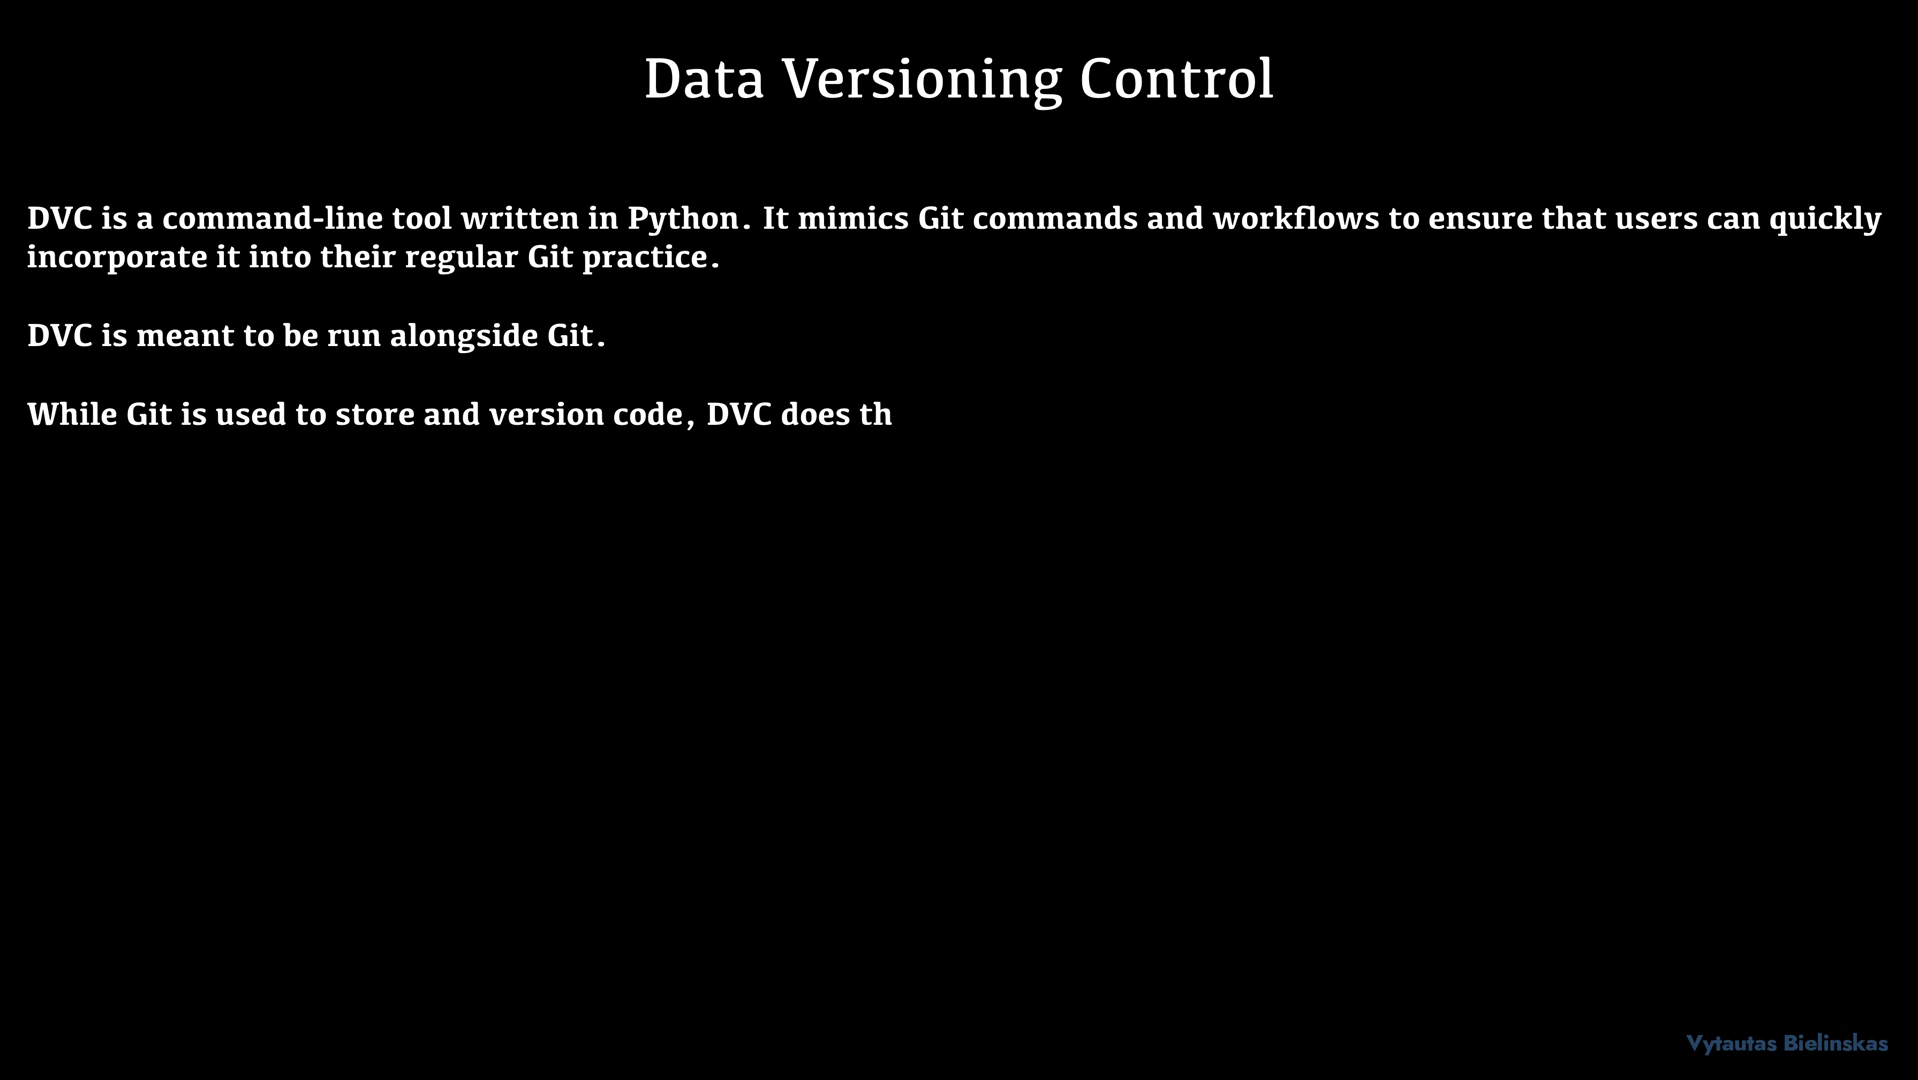 Data Versioning Control
DVC is a command-line tool written in Python. It mimics Git commands and workflows to ensure that users can quickly
incorporate it into their regular Git practice.
DVC is meant to be run alongside Git.
While Git is used to store and version code, DVC does th
Vytautas Bielinskas